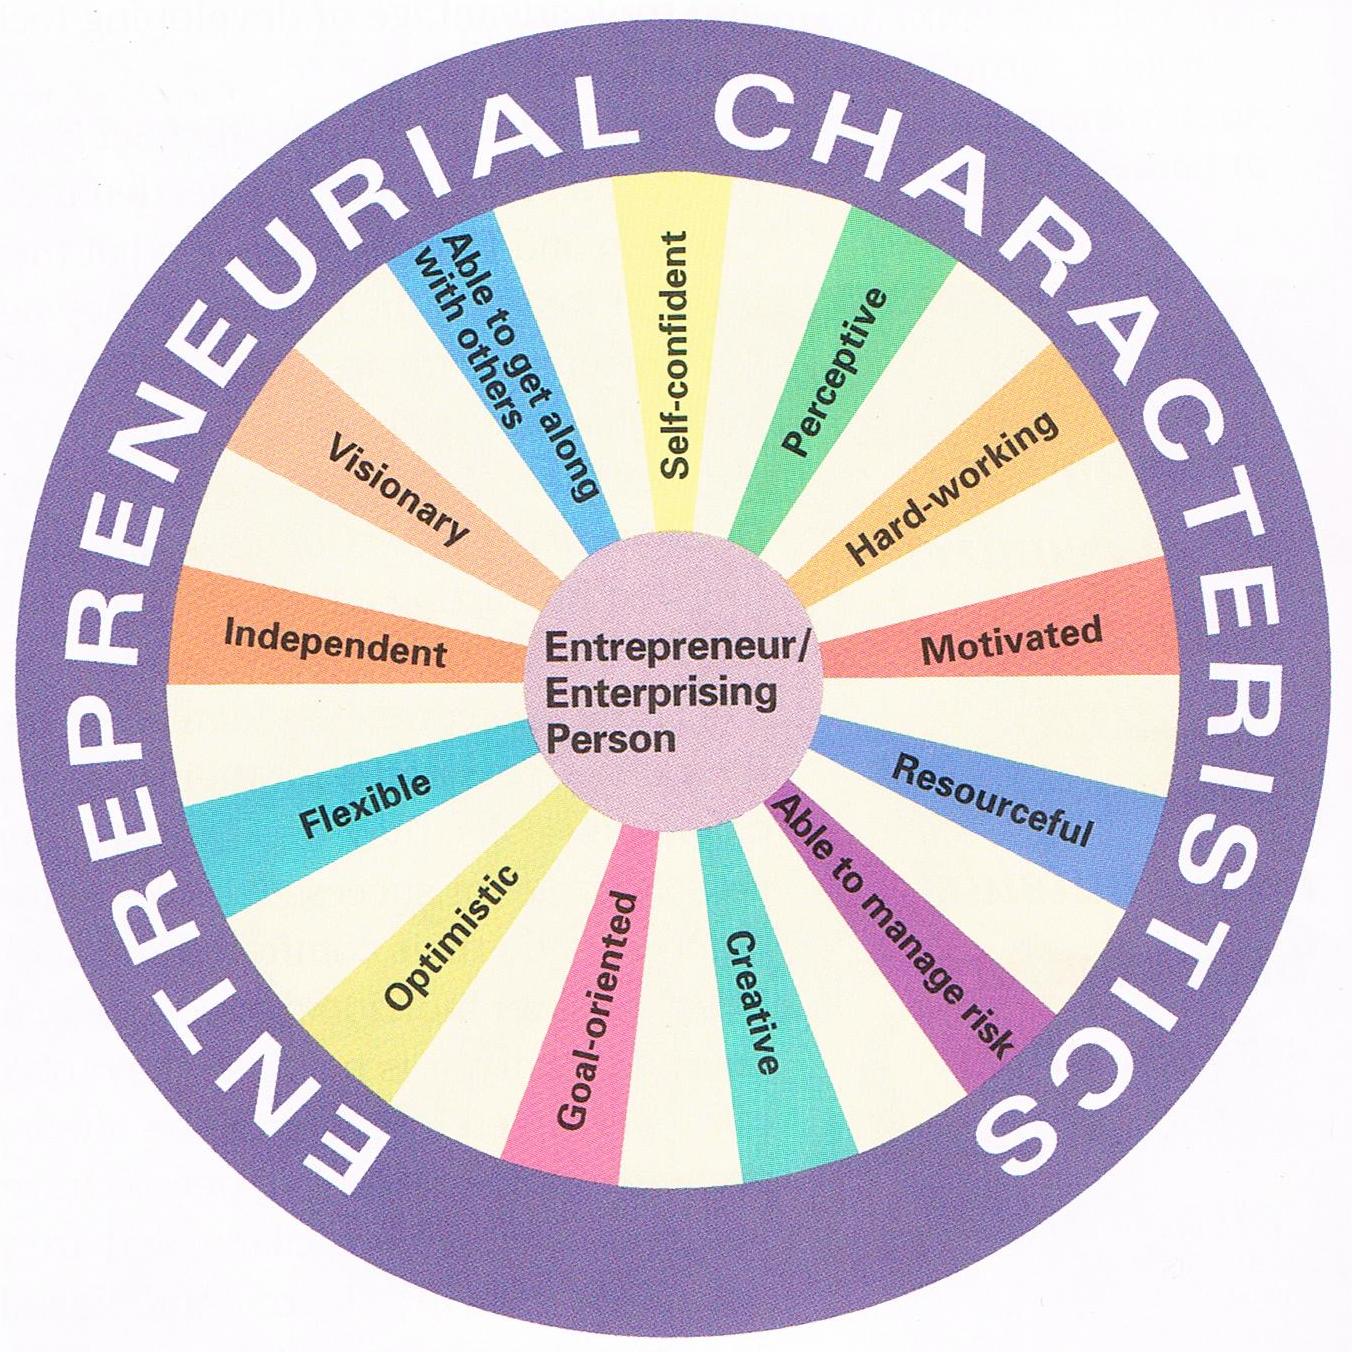 ENTREPRENEURIAL CHARACTERISTICS
Self-confident
Perceptive
Hard-working
Motivated
Resourceful
Able to manage risk
Creative
Goal-oriented
Optimistic
Flexible
Independent
Visionary
Able to get along
with others
Entrepreneur/
Enterprising
Person